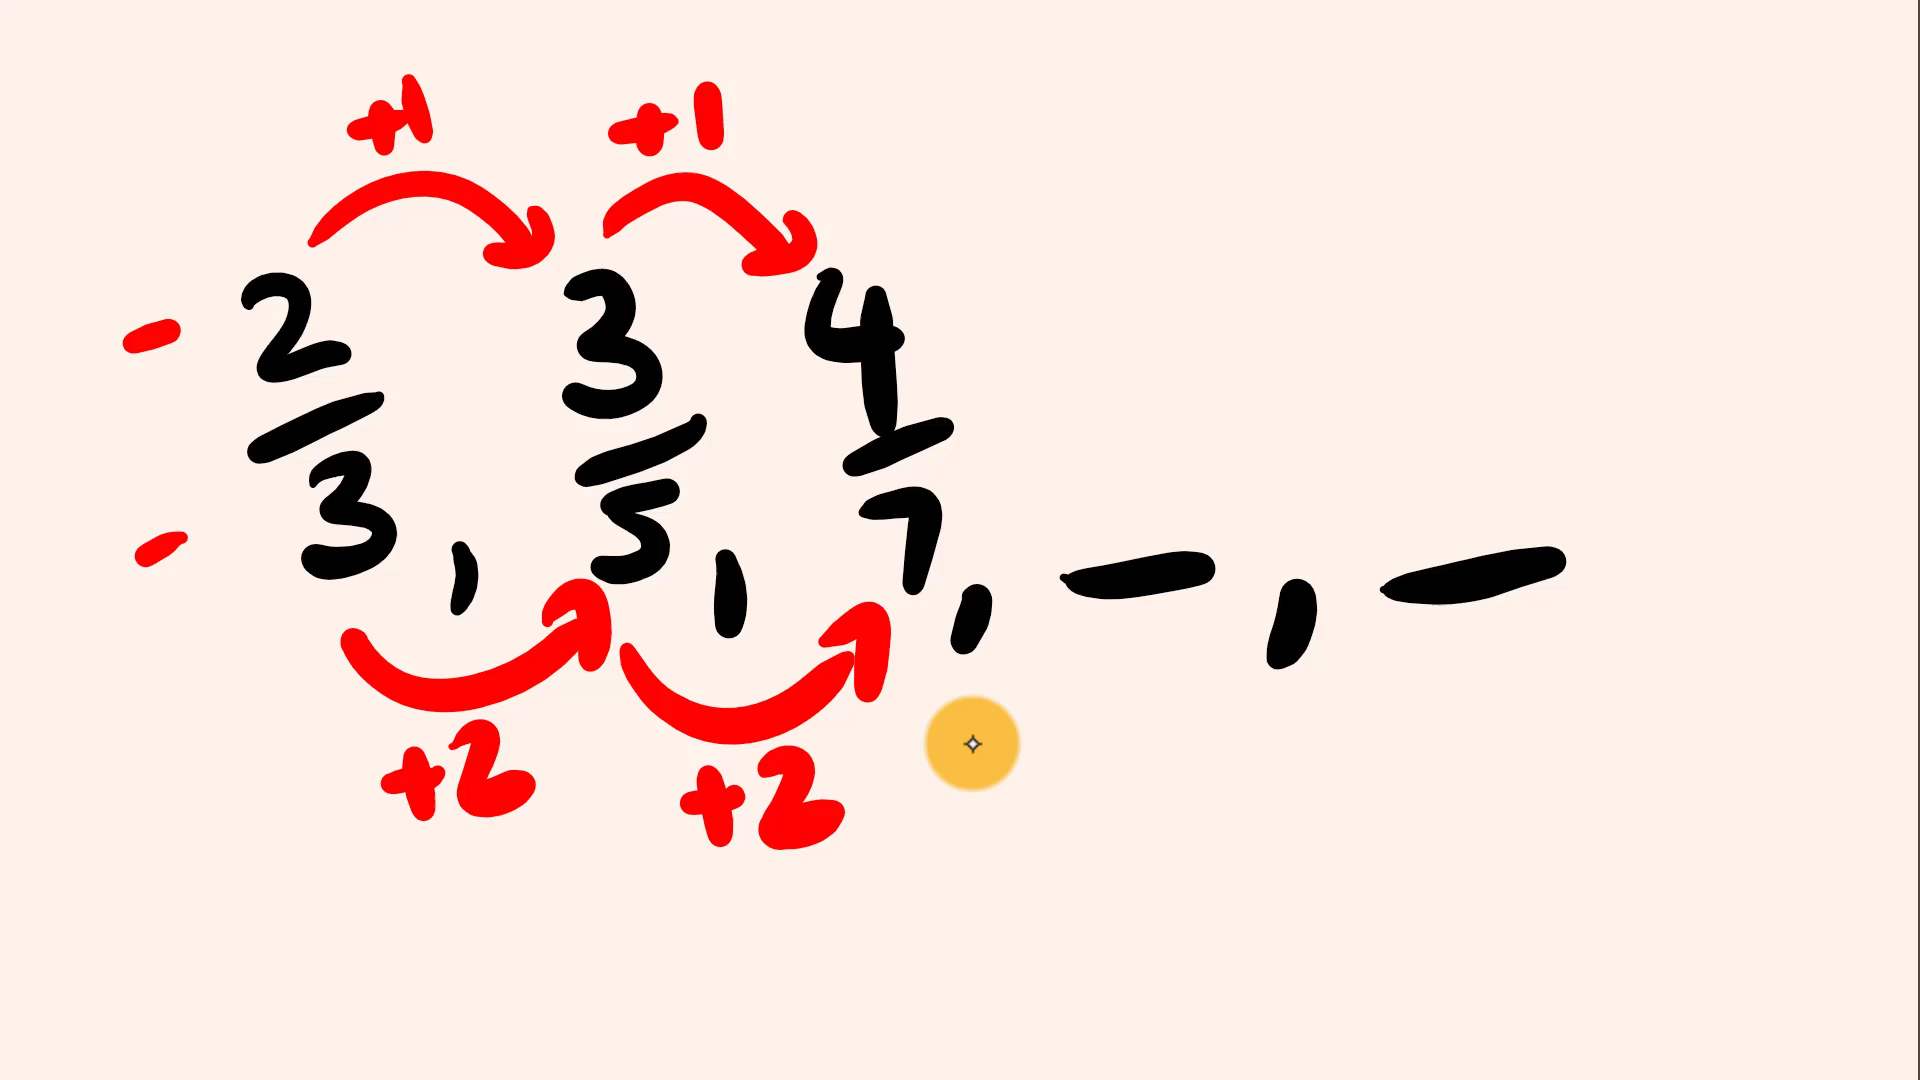 +1 +1
- 2 3 4
- 3, 5, 7, _, _
+2 +2